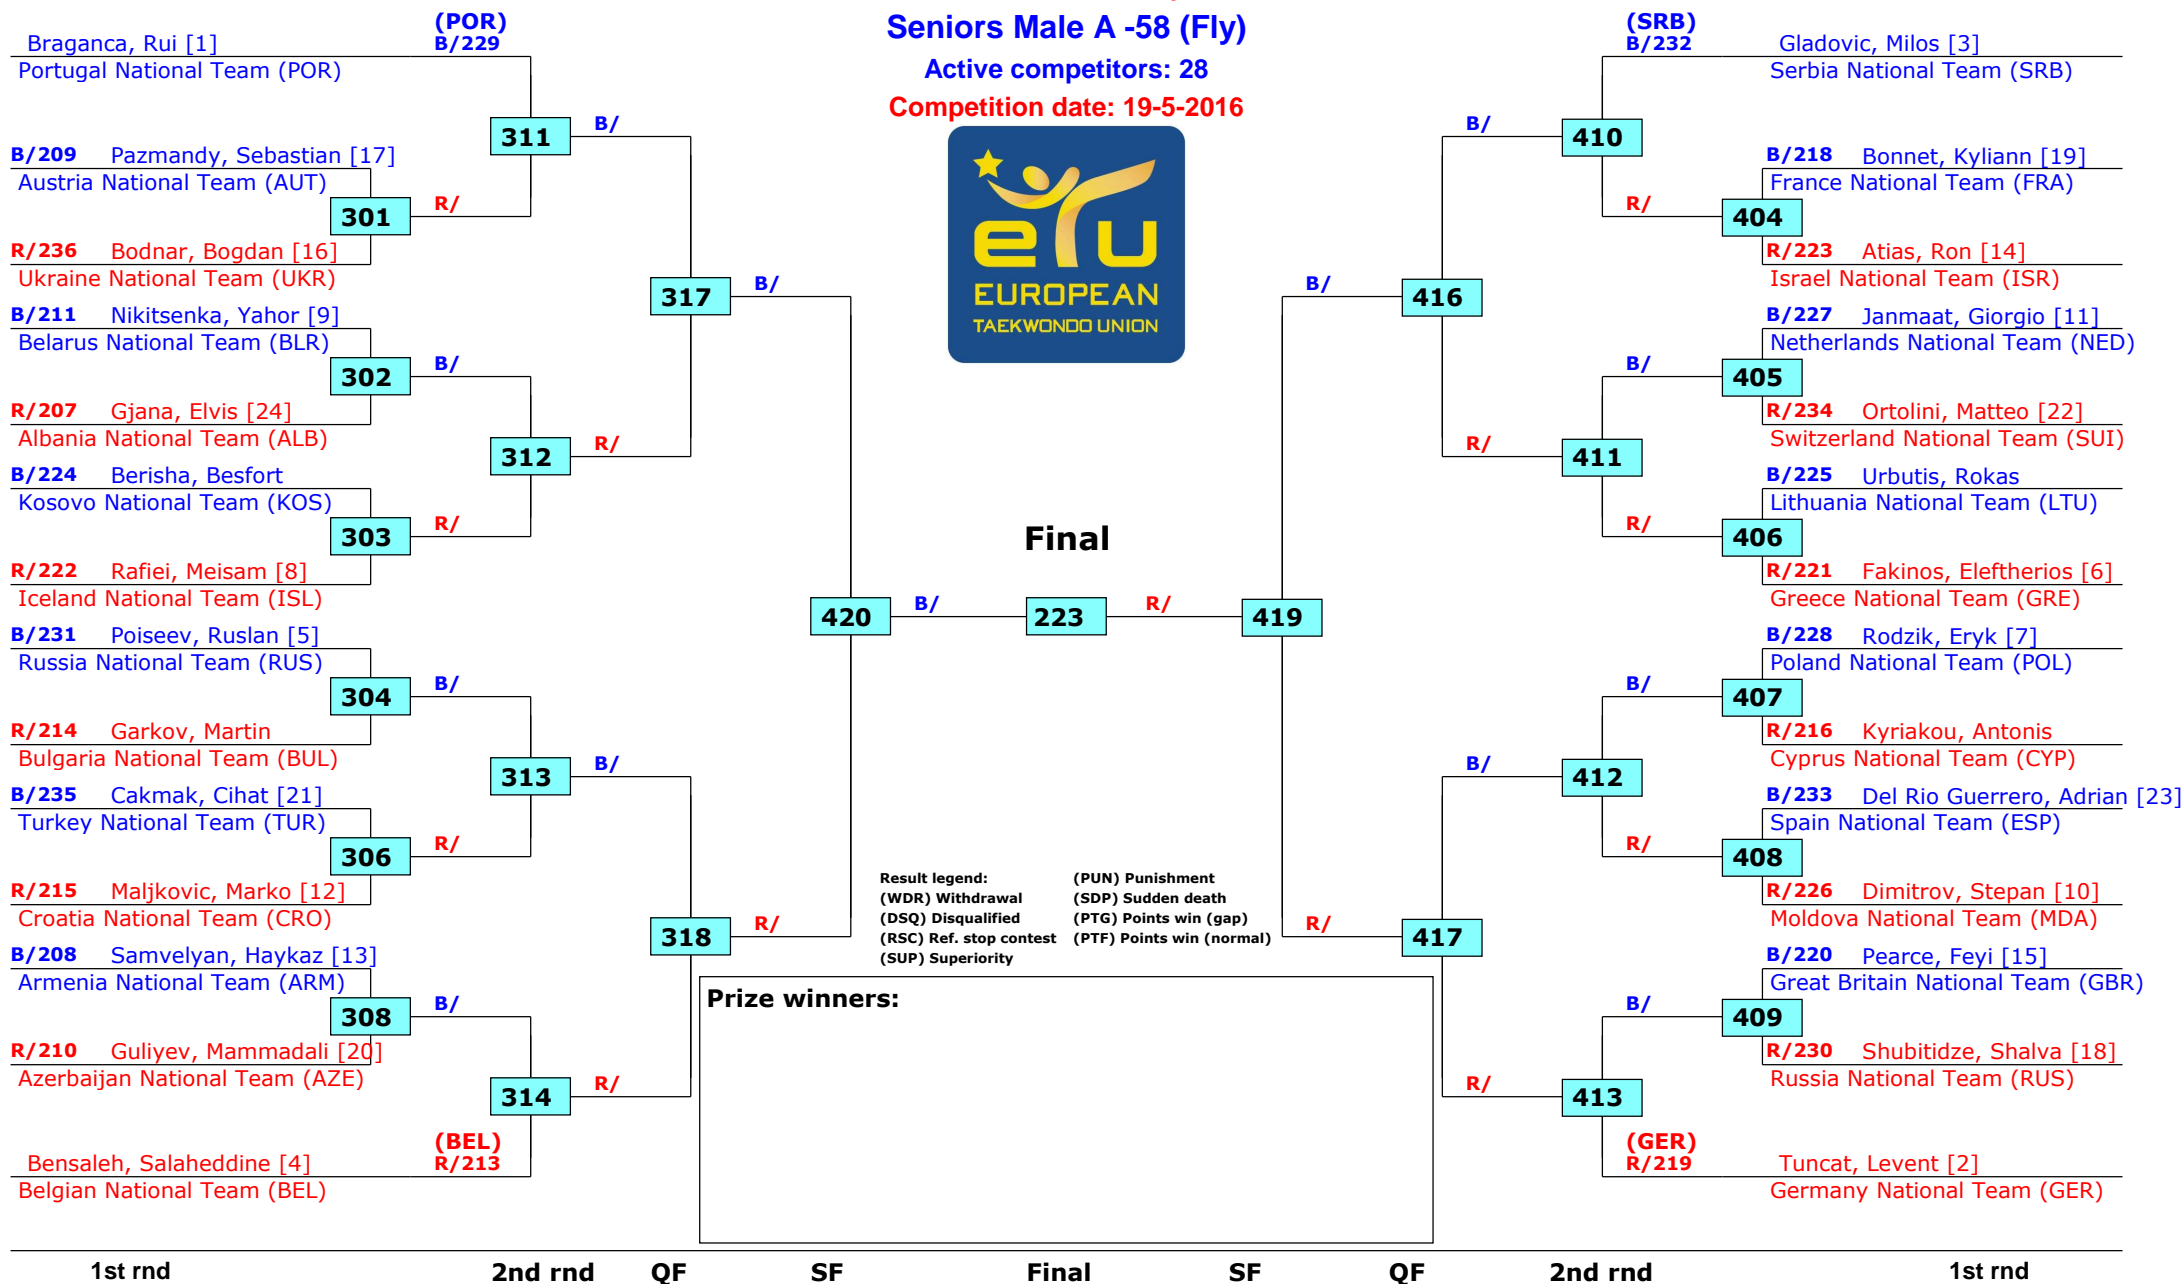 Seniors Male A -58 (Fly)
Active competitors: 28
Competition date: 19-5-2016
eTU
EUROPEAN
TAEKWONDO UNION
(POR)
Braganca, Rui [1]
B/229
Portugal National Team (POR)
311
B/
B/209 Pazmandy, Sebastian [17]
Austria National Team (AUT)
301
R/
R/236 Bodnar, Bogdan [16]
Ukraine National Team (UKR)
317
B/
B/211 Nikitsenka, Yahor [9]
Belarus National Team (BLR)
302
B/
R/207 Gjana, Elvis [24]
Albania National Team (ALB)
312
R/
B/224 Berisha, Besfort
Kosovo National Team (KOS)
303
R/
R/222 Rafiei, Meisam [8]
Iceland National Team (ISL)
420
B/
B/231 Poiseev, Ruslan [5]
Russia National Team (RUS)
304
B/
R/214 Garkov, Martin
Bulgaria National Team (BUL)
313
B/
B/235 Cakmak, Cihat [21]
Turkey National Team (TUR)
306
R/
R/215 Maljkovic, Marko [12]
Croatia National Team (CRO)
318
R/
B/208 Samvelyan, Haykaz [13]
Armenia National Team (ARM)
308
B/
R/210 Guliyev, Mammadali [20]
Azerbaijan National Team (AZE)
314
R/
(BEL)
Bensaleh, Salaheddine [4]
R/213
Belgian National Team (BEL)
Final
223
R/
419
(SRB)
B/232
Gladovic, Milos [3]
Serbia National Team (SRB)
B/
410
B/218 Bonnet, Kyliann [19]
France National Team (FRA)
R/
404
R/223 Atias, Ron [14]
Israel National Team (ISR)
B/
416
B/227 Janmaat, Giorgio [11]
Netherlands National Team (NED)
B/
405
R/234 Ortolini, Matteo [22]
Switzerland National Team (SUI)
R/
411
B/225 Urbutis, Rokas
Lithuania National Team (LTU)
R/
406
R/221 Fakinos, Eleftherios [6]
Greece National Team (GRE)
B/228 Rodzik, Eryk [7]
Poland National Team (POL)
B/
407
R/216 Kyriakou, Antonis
Cyprus National Team (CYP)
B/
412
B/233 Del Rio Guerrero, Adrian [23]
Spain National Team (ESP)
R/
408
R/226 Dimitrov, Stepan [10]
Moldova National Team (MDA)
R/
417
B/220 Pearce, Feyi [15]
Great Britain National Team (GBR)
B/
409
R/230 Shubitidze, Shalva [18]
Russia National Team (RUS)
R/
413
(GER)
R/219
Tuncat, Levent [2]
Germany National Team (GER)
Result legend: (PUN) Punishment
(WDR) Withdrawal (SDP) Sudden death
(DSQ) Disqualified (PTG) Points win (gap)
(RSC) Ref. stop contest (PTF) Points win (normal)
(SUP) Superiority
Prize winners:
1st rnd 2nd rnd QF SF Final SF QF 2nd rnd 1st rnd